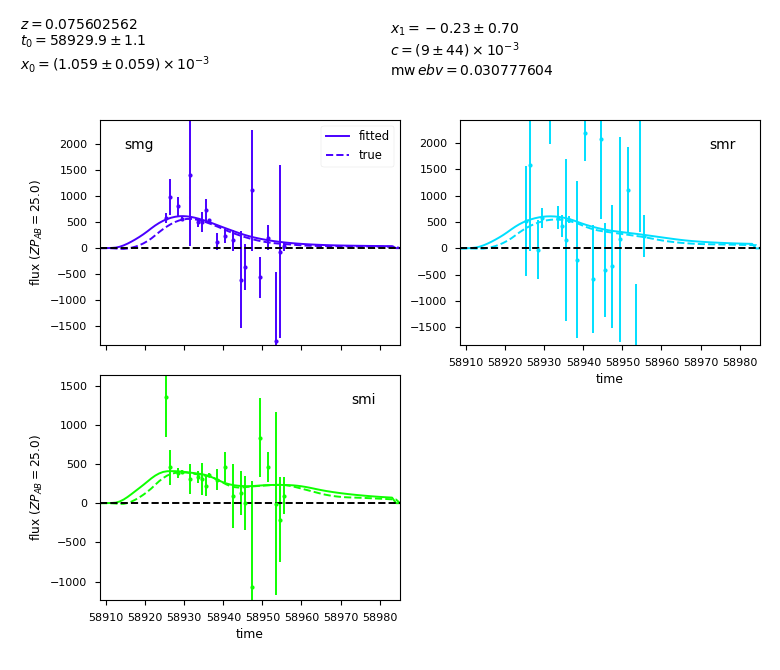 z = 0.075602562
t₀ = 58929.9 ± 1.1
x₀ = (1.059 ± 0.059) × 10⁻³
x₁ = −0.23 ± 0.70
c = (9 ± 44) × 10⁻³
mw ebv = 0.030777604
smg
fitted
true
2000
1500
1000
500
0
−500
−1000
−1500
flux (ZP_AB = 25.0)
smr
2000
1500
1000
500
0
−500
−1000
−1500
58910 58920 58930 58940 58950 58960 58970 58980
time
smi
1500
1000
500
0
−500
−1000
flux (ZP_AB = 25.0)
58910 58920 58930 58940 58950 58960 58970 58980
time